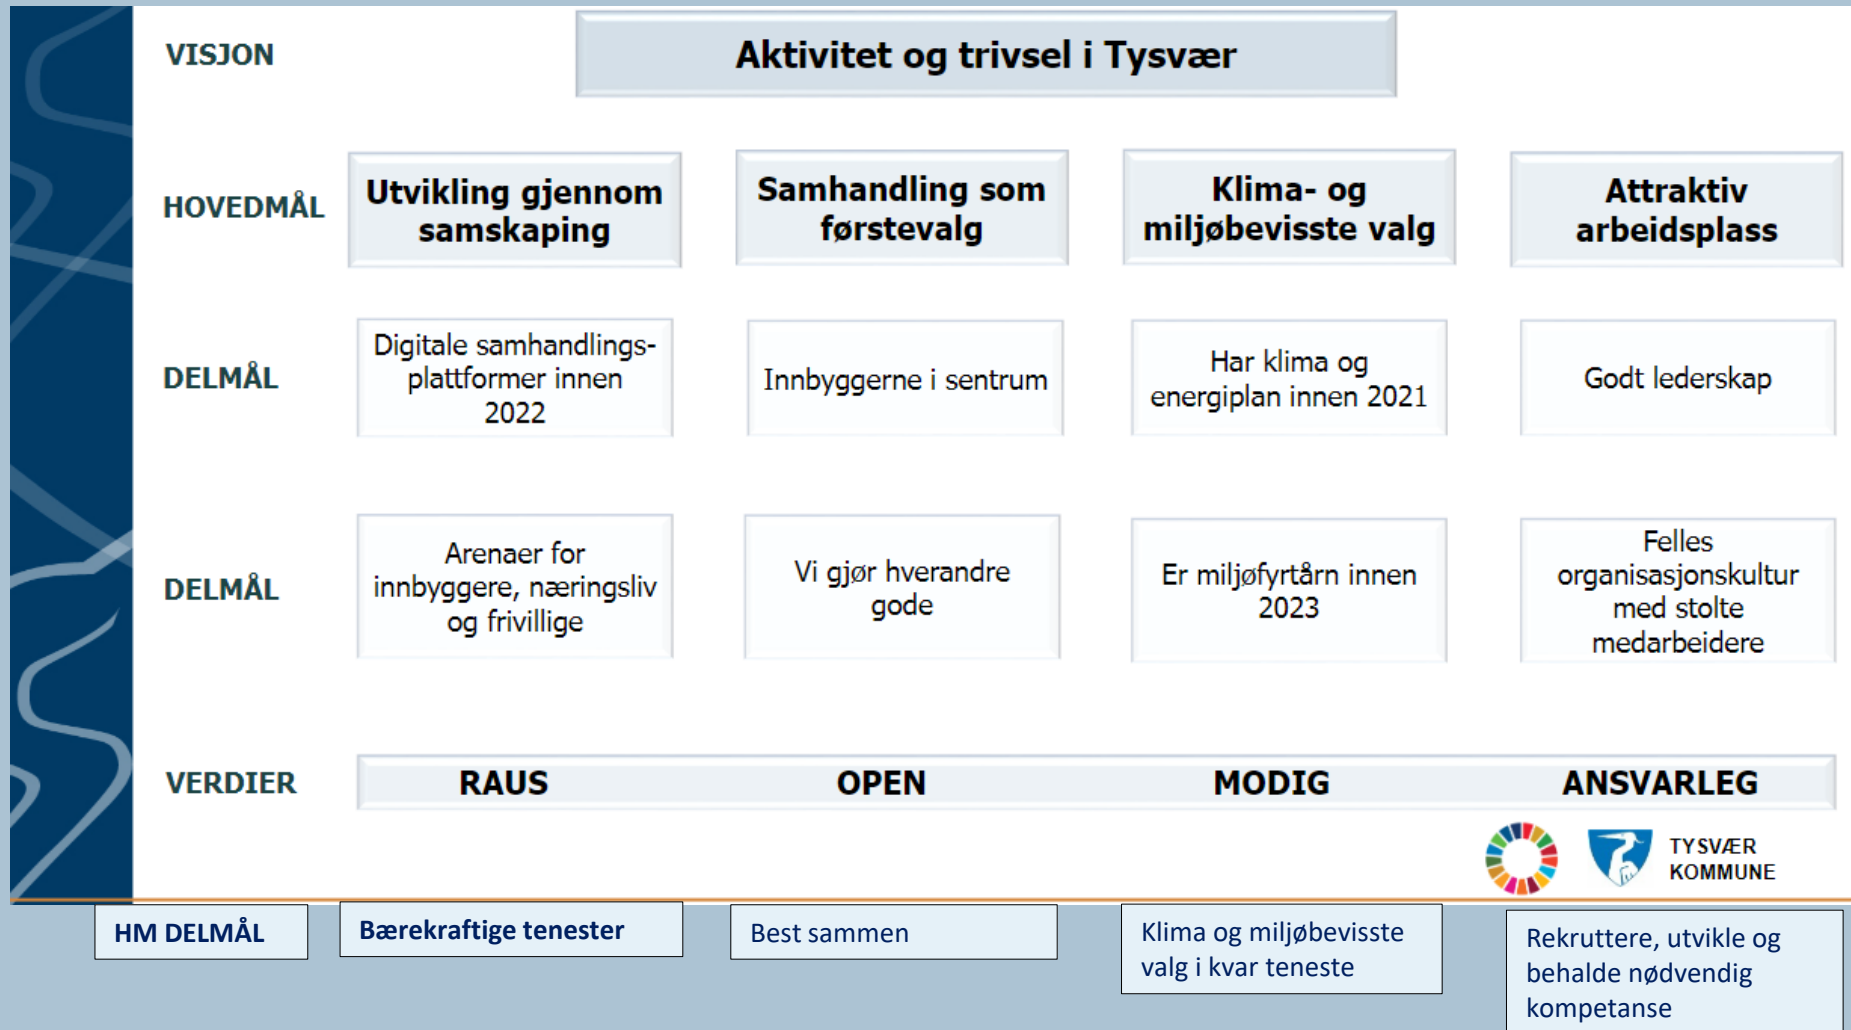 VISJON
Aktivitet og trivsel i Tysvær
HOVEDMÅL
Utvikling gjennom
samskaping
Samhandling som
førstevalg
Klima- og
miljøbevisste valg
Attraktiv
arbeidsplass
DELMÅL
Digitale samhandlings-
plattformer innen
2022
Innbyggerne i sentrum
Har klima og
energiplan innen 2021
Godt lederskap
DELMÅL
Arenaer for
innbyggere, næringsliv
og frivillige
Vi gjør hverandre
gode
Er miljøfyrtårn innen
2023
Felles
organisasjonskultur
med stolte
medarbeidere
VERDIER
RAUS
OPEN
MODIG
ANSVARLEG
TYSVÆR
KOMMUNE
HM DELMÅL
Bærekraftige tenester
Best sammen
Klima og miljøbevisste
valg i kvar teneste
Rekruttere, utvikle og
behalde nødvendig
kompetanse